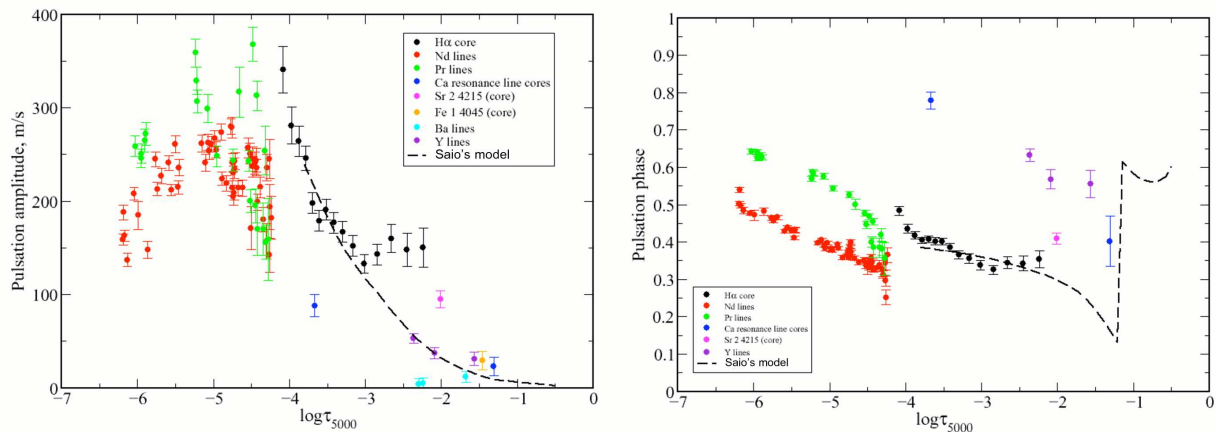 400
300
200
100
0
Pulsation amplitude, m/s
Hα core
Nd lines
Pr lines
Ca resonance line cores
Sr 2 4215 (core)
Fe 1 4045 (core)
Ba lines
Y lines
Saio's model
−7 −6 −5 −4 −3 −2 −1 0
logτ5000
1
0.9
0.8
0.7
0.6
0.5
0.4
0.3
0.2
0.1
0
Pulsation phase
Hα core
Nd lines
Pr lines
Ca resonance line cores
Sr 2 4215 (core)
Y lines
Saio's model
−7 −6 −5 −4 −3 −2 −1 0
logτ5000